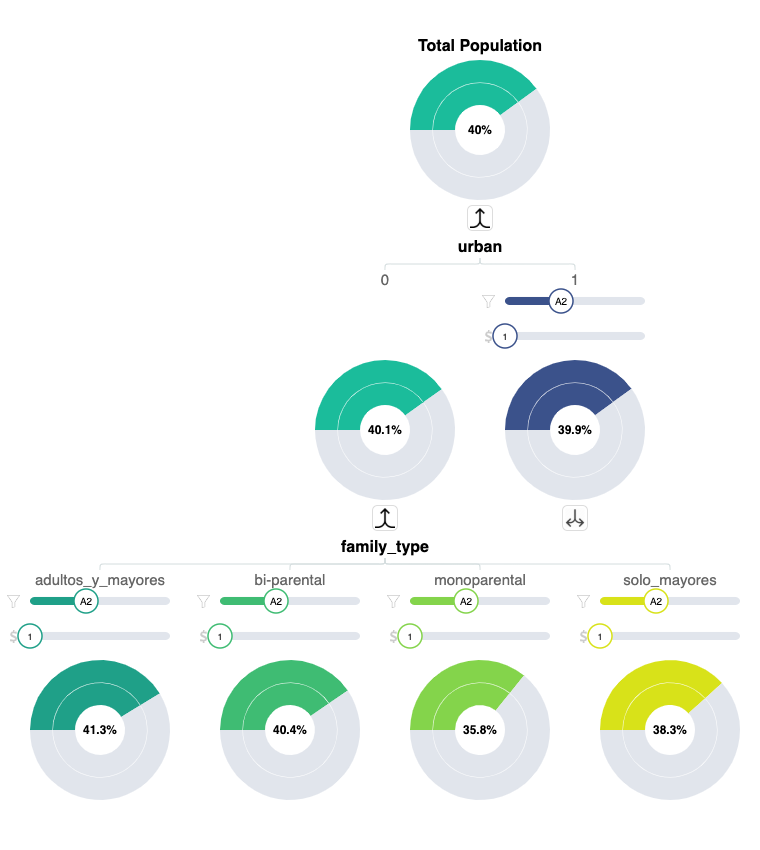 Total Population
40%
urban
0 1
A2
$ 1
40.1% 39.9%
family_type
adultos_y_mayores bi-parental monoparental solo_mayores
A2 A2 A2 A2
$ 1 $ 1 $ 1 $ 1
41.3% 40.4% 35.8% 38.3%